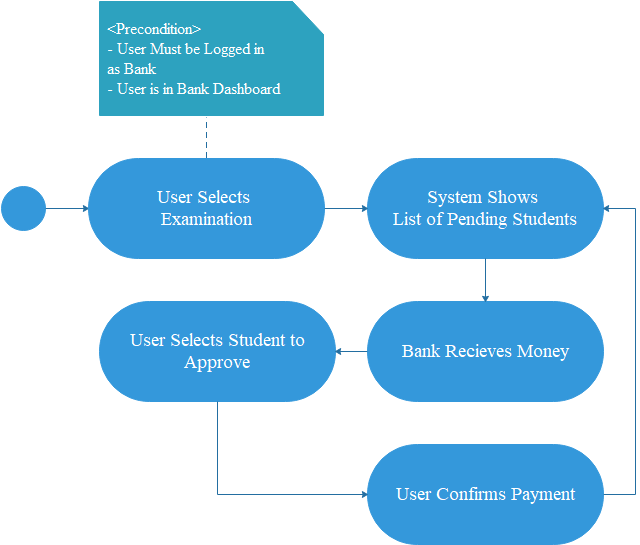 <Precondition>
- User Must be Logged in
as Bank
- User is in Bank Dashboard
User Selects
Examination
System Shows
List of Pending Students
User Selects Student to
Approve
Bank Recieves Money
User Confirms Payment